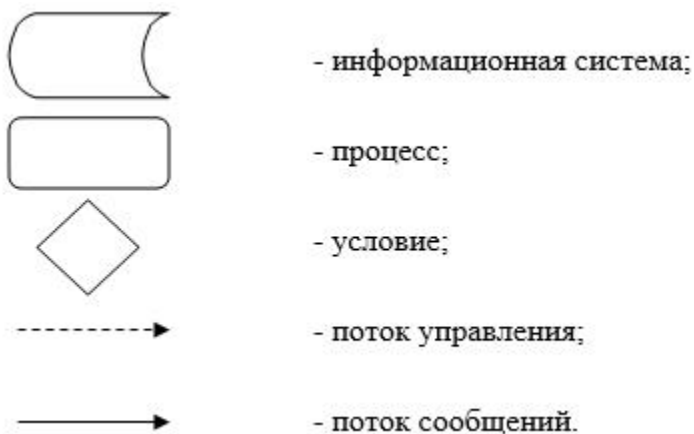 - информационная система;
- процесс;
- условие;
- поток управления;
- поток сообщений.